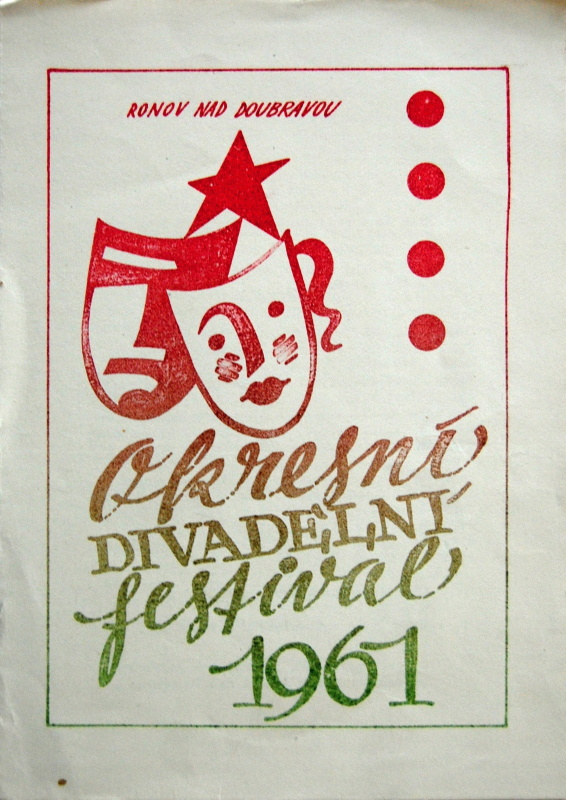 RONOV NAD DOUBRAVOU
Okresní
DIVADELNÍ
festival
1961